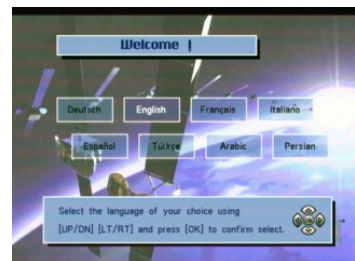 Welcome !
Deutsch English Français Italiano
Español Türkçe Arabic Persian
Select the language of your choice using
[UP/DN] [LT/RT] and press [OK] to confirm select.